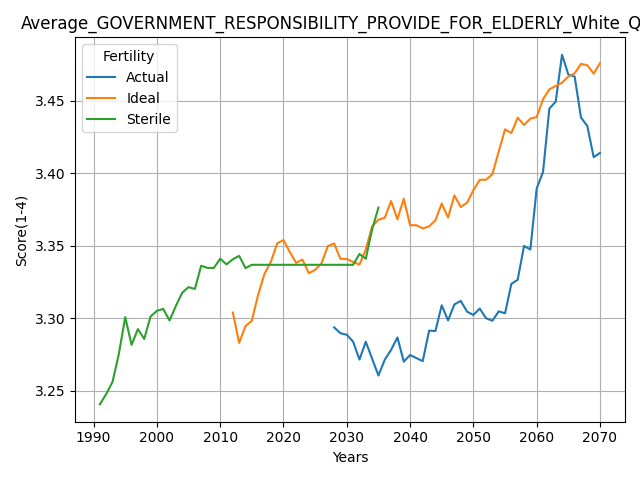 Average_GOVERNMENT_RESPONSIBILITY_PROVIDE_FOR_ELDERLY_White_Q
Fertility
Actual
Ideal
Sterile
Score(1-4)
3.45
3.40
3.35
3.30
3.25
1990 2000 2010 2020 2030 2040 2050 2060 2070
Years